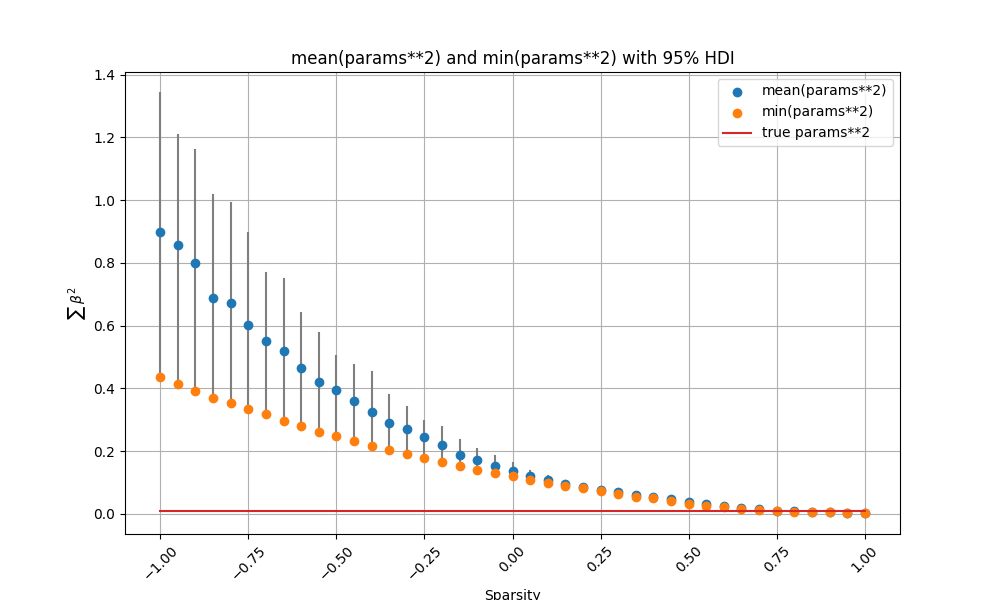 mean(params**2) and min(params**2) with 95% HDI
1.4
1.2
1.0
0.8
0.6
0.4
0.2
0.0
∑ β²
mean(params**2)
min(params**2)
true params**2
−1.00
−0.75
−0.50
−0.25
0.00
0.25
0.50
0.75
1.00
Sparsity